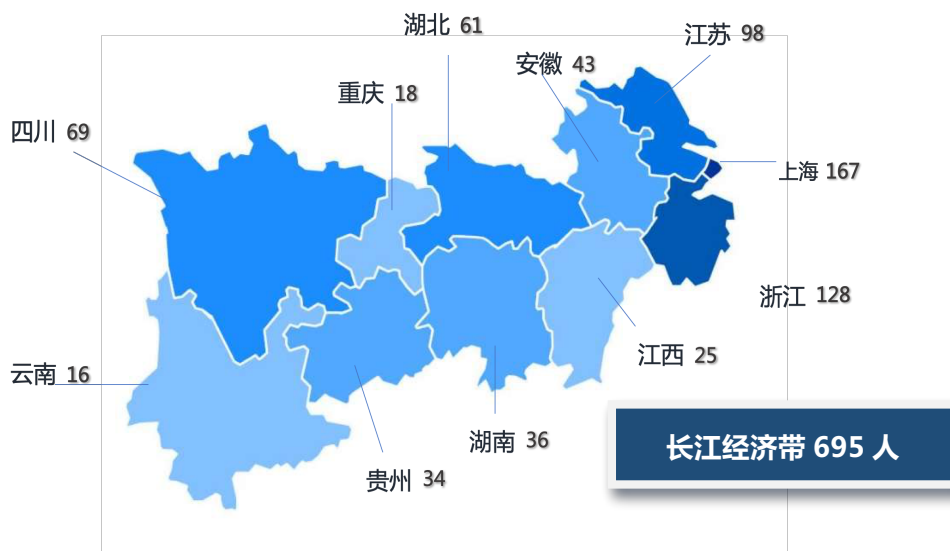 湖北 61
江苏 98
安徽 43
重庆 18
四川 69
上海 167
浙江 128
江西 25
云南 16
湖南 36
贵州 34
长江经济带 695 人